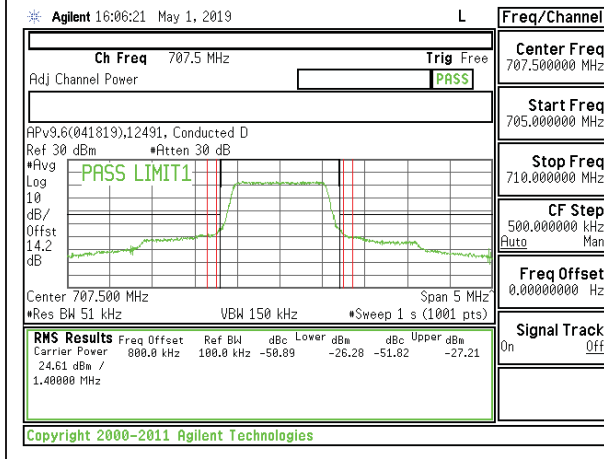 Agilent 16:06:21 May 1, 2019 L
Ch Freq 707.5 MHz Trig Free
Adj Channel Power PASS
APv9.6(041819),12491, Conducted D
Ref 30 dBm #Atten 30 dB
#Avg
Log
10
dB/
Offst
14.2
dB
PASS LIMIT1
Center 707.500 MHz Span 5 MHz
#Res BW 51 kHz VBW 150 kHz #Sweep 1 s (1001 pts)
RMS Results Freq Offset Ref BW dBc Lower dBm dBc Upper dBm
Carrier Power 800.0 kHz 100.0 kHz -50.89 -26.28 -51.82 -27.21
24.61 dBm /
1.40000 MHz
Copyright 2000-2011 Agilent Technologies
Freq/Channel
Center Freq
707.500000 MHz
Start Freq
705.000000 MHz
Stop Freq
710.000000 MHz
CF Step
500.000000 kHz
Auto Man
Freq Offset
0.00000000 Hz
Signal Track
On Off